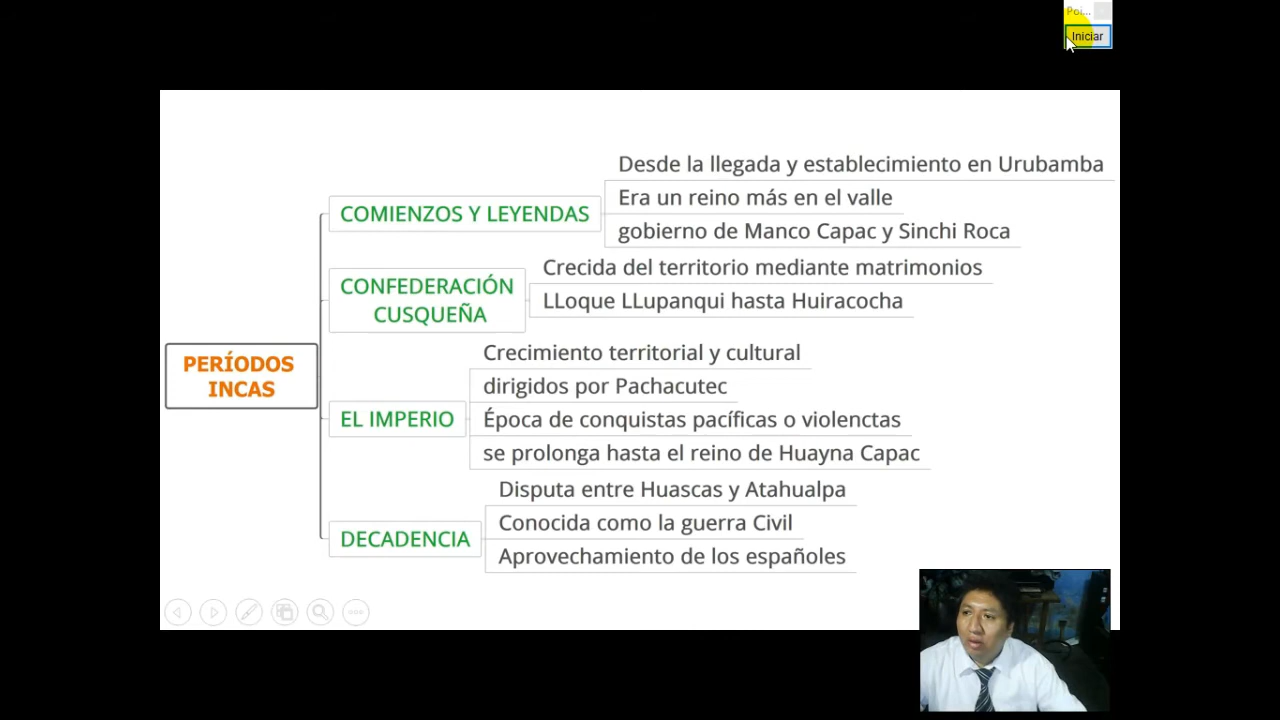 Poi...
Iniciar
Desde la llegada y establecimiento en Urubamba
COMIENZOS Y LEYENDAS
Era un reino más en el valle
gobierno de Manco Capac y Sinchi Roca
CONFEDERACIÓN
CUSQUEÑA
Crecida del territorio mediante matrimonios
LLoque LLupanqui hasta Huiracocha
PERÍODOS
INCAS
EL IMPERIO
Crecimiento territorial y cultural
dirigidos por Pachacutec
Época de conquistas pacíficas o violenctas
se prolonga hasta el reino de Huayna Capac
DECADENCIA
Disputa entre Huascas y Atahualpa
Conocida como la guerra Civil
Aprovechamiento de los españoles